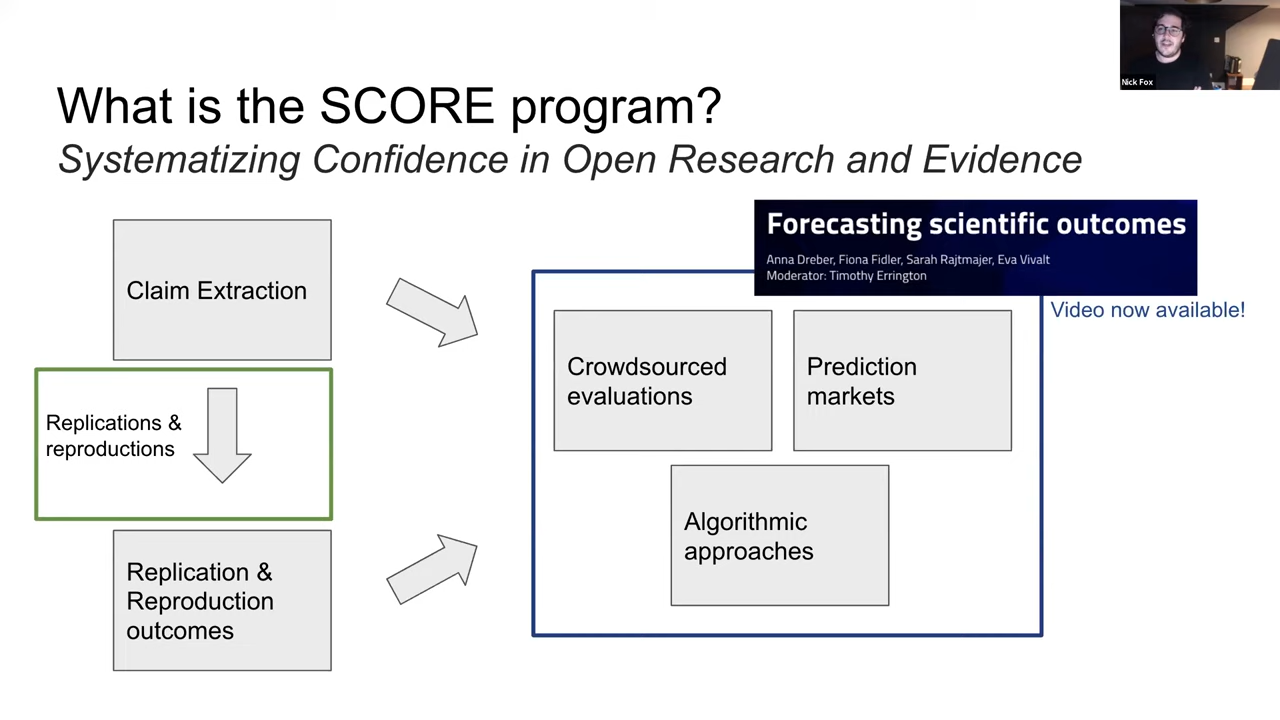 Nick Fox
What is the SCORE program?
Systematizing Confidence in Open Research and Evidence
Claim Extraction
Replications &
reproductions
Replication &
Reproduction
outcomes
Forecasting scientific outcomes
Anna Dreber, Fiona Fidler, Sarah Rajtmajer, Eva Vivalt
Moderator: Timothy Errington
Video now available!
Crowdsourced
evaluations
Prediction
markets
Algorithmic
approaches